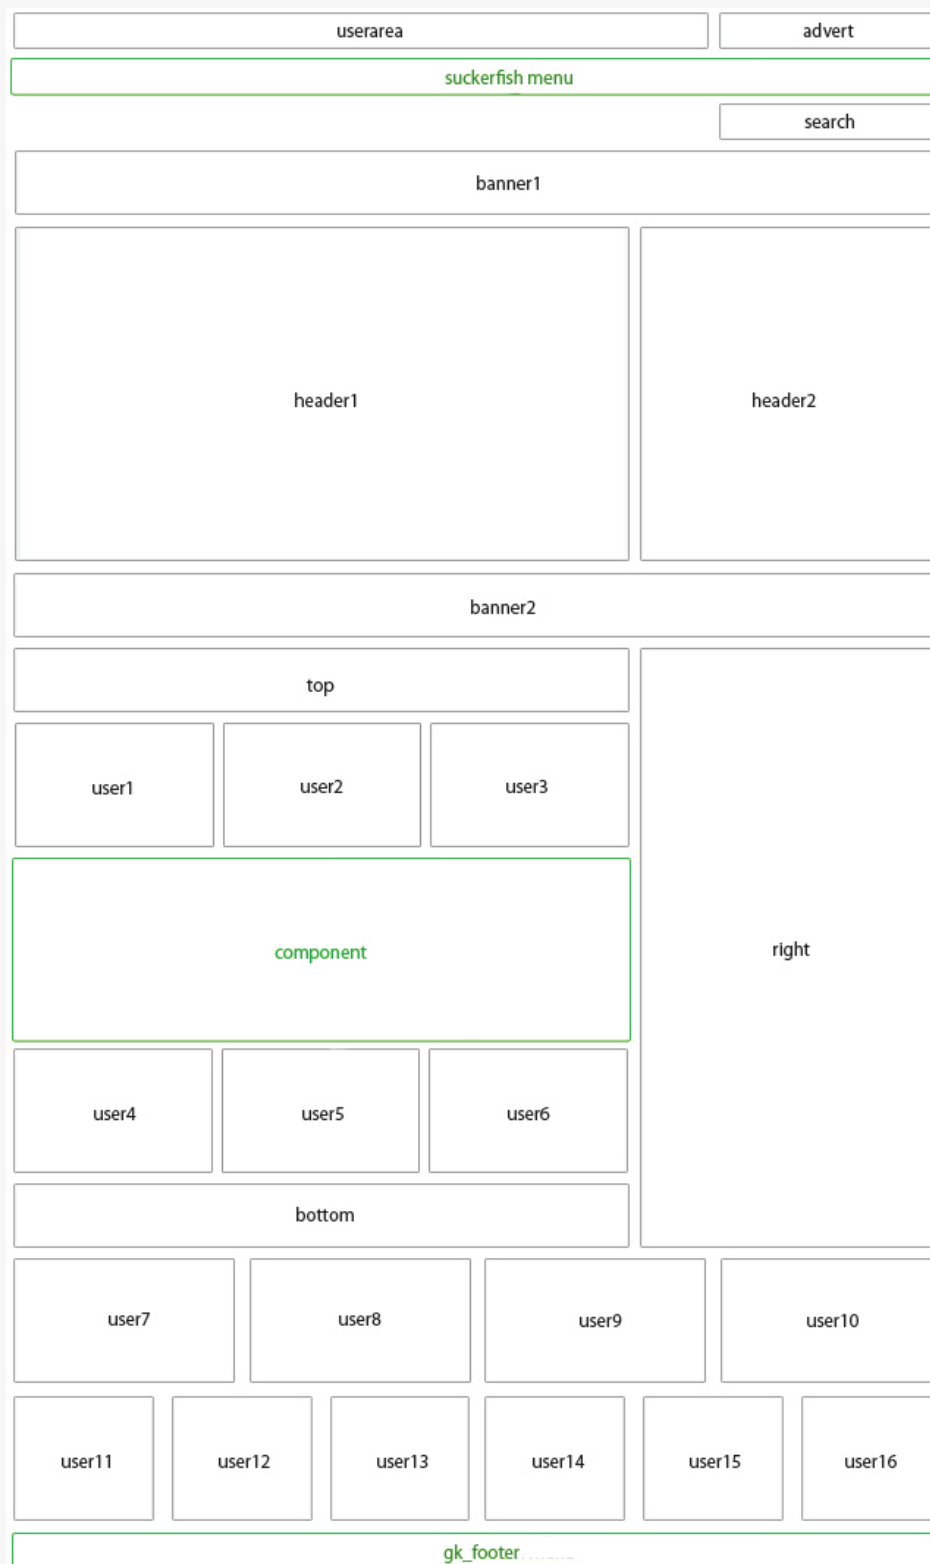 userarea advert
suckerfish menu
search
banner1
header1 header2
banner2
top
user1 user2 user3
component
right
user4 user5 user6
bottom
user7 user8 user9 user10
user11 user12 user13 user14 user15 user16
gk_footer